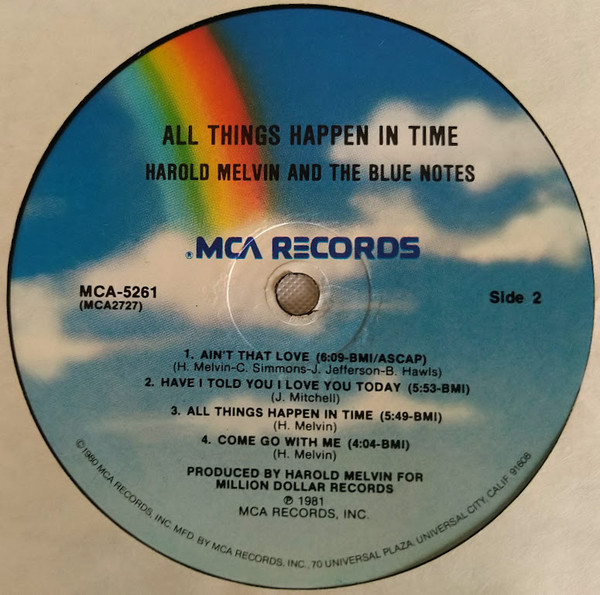 ALL THINGS HAPPEN IN TIME
HAROLD MELVIN AND THE BLUE NOTES
®MCA RECORDS
MCA-5261
(MCA2727)
Side 2
1. AIN'T THAT LOVE (6:09-BMI/ASCAP)
(H. Melvin-C. Simmons-J. Jefferson-B. Hawls)
2. HAVE I TOLD YOU I LOVE YOU TODAY (5:53-BMI)
(J. Mitchell)
3. ALL THINGS HAPPEN IN TIME (5:49-BMI)
(H. Melvin)
4. COME GO WITH ME (4:04-BMI)
(H. Melvin)
PRODUCED BY HAROLD MELVIN FOR
MILLION DOLLAR RECORDS
℗ 1981
MCA RECORDS, INC.
©1980 MCA RECORDS, INC. MFD. BY MCA RECORDS, INC., 70 UNIVERSAL PLAZA, UNIVERSAL CITY, CALIF. 91608